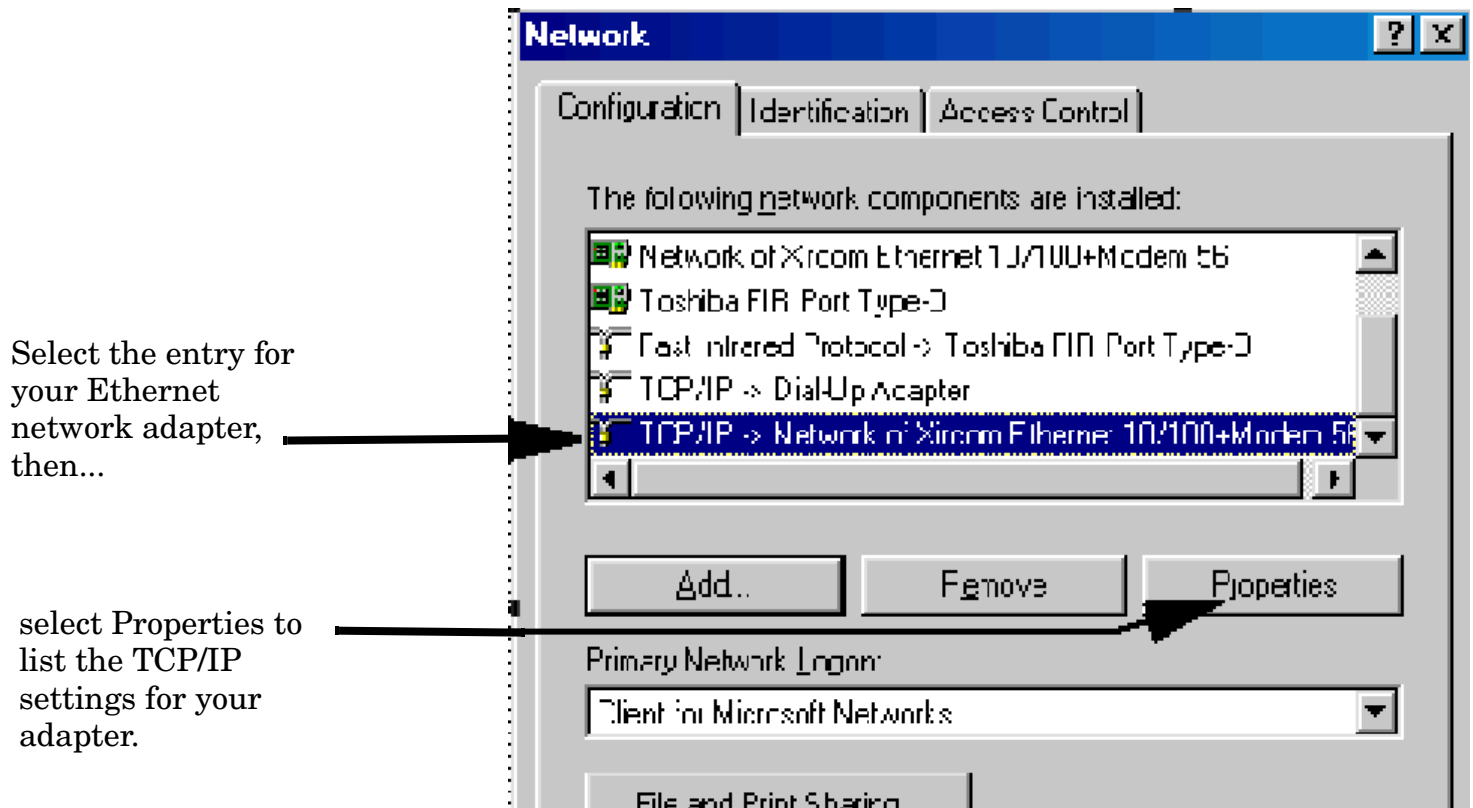 Network
Configuration
Identification
Access Control
The following network components are installed:
Network of Xircom Ethernet 10/100+Modem 56
Toshiba FIR Port Type-O
Fast Infrared Protocol -> Toshiba FIR Port Type-O
TCP/IP -> Dial-Up Adapter
TCP/IP -> Network of Xircom Ethernet 10/100+Modem 56
Select the entry for
your Ethernet
network adapter,
then...
Add...
Remove
Properties
select Properties to
list the TCP/IP
settings for your
adapter.
Primary Network Logon:
Client for Microsoft Networks
File and Print Sharing...